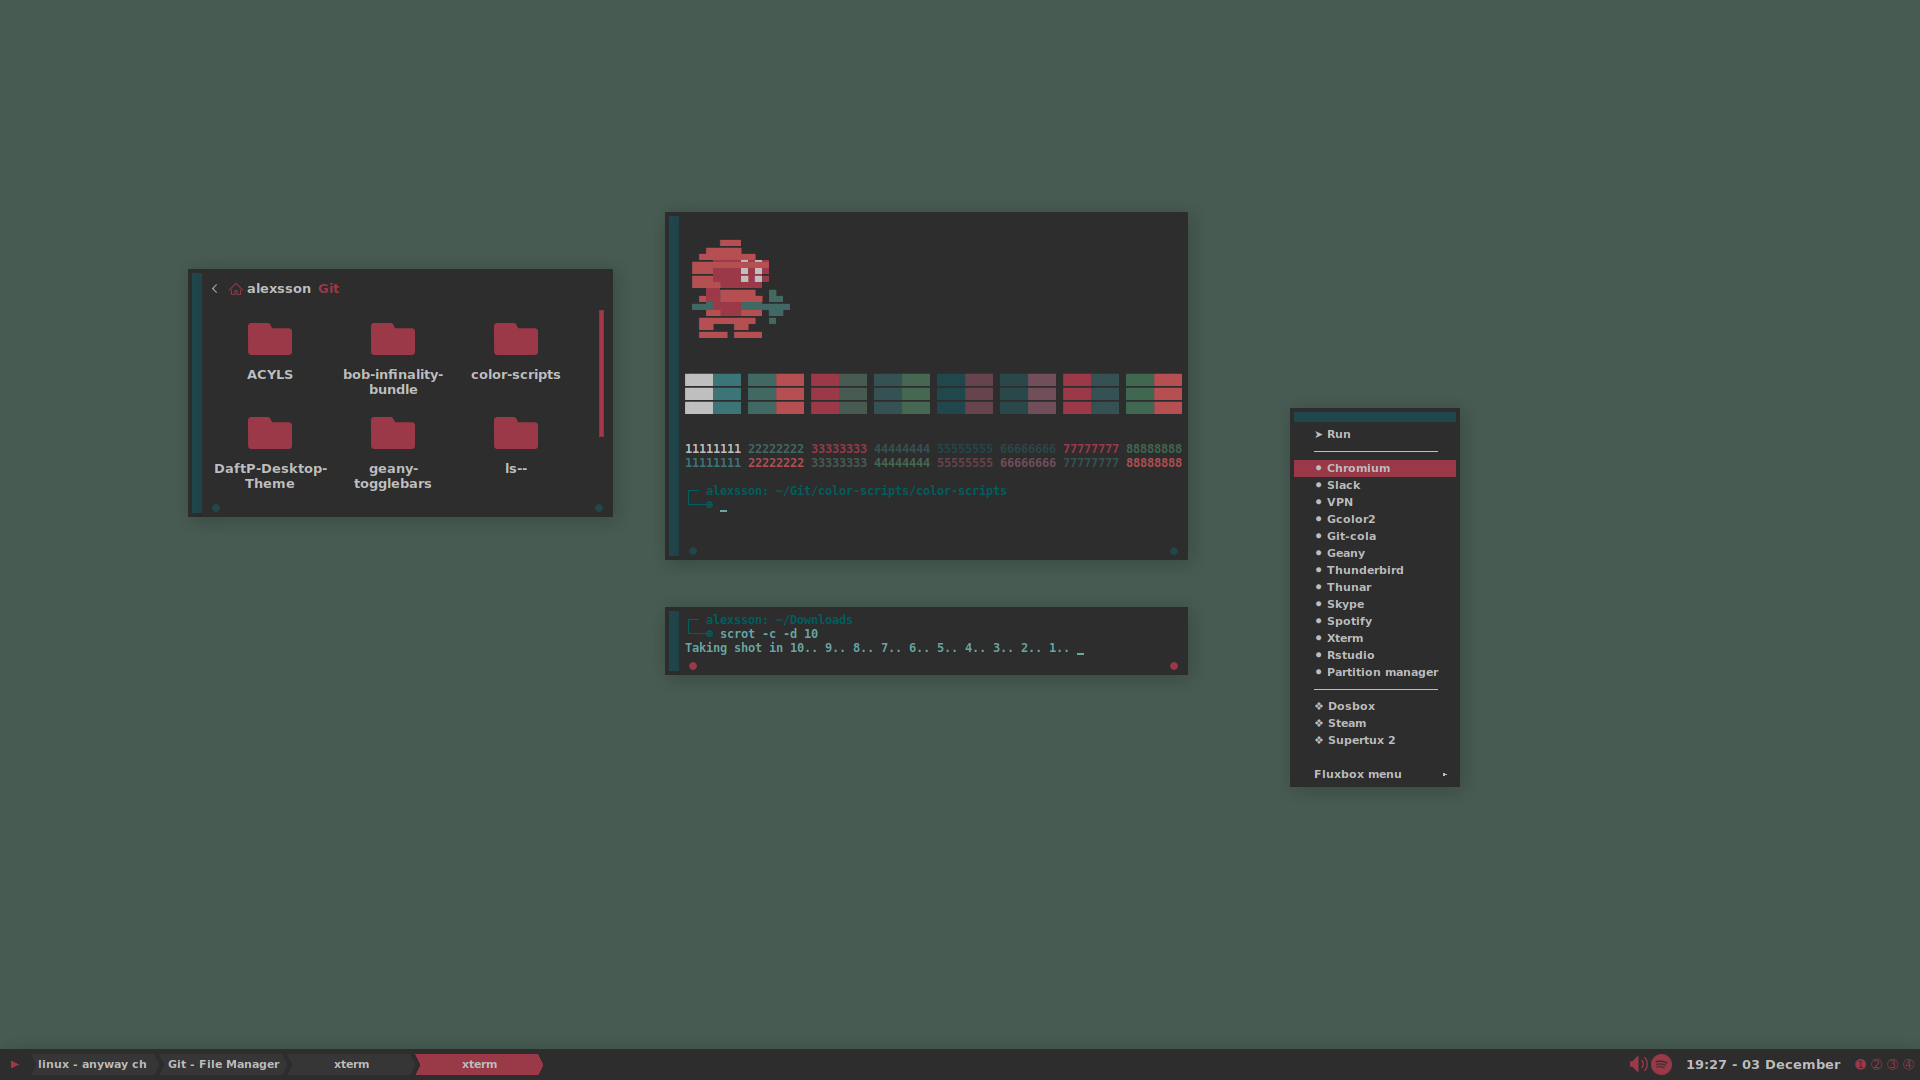 alexsson Git
ACYLS
bob-infinality-
bundle
color-scripts
DaftP-Desktop-
Theme
geany-
togglebars
ls--
11111111 22222222 33333333 44444444 55555555 66666666 77777777 88888888
11111111 22222222 33333333 44444444 55555555 66666666 77777777 88888888
alexsson: ~/Git/color-scripts/color-scripts
alexsson: ~/Downloads
scrot -c -d 10
Taking shot in 10.. 9.. 8.. 7.. 6.. 5.. 4.. 3.. 2.. 1.. _
➤ Run
• Chromium
• Slack
• VPN
• Gcolor2
• Git-cola
• Geany
• Thunderbird
• Thunar
• Skype
• Spotify
• Xterm
• Rstudio
• Partition manager
❖ Dosbox
❖ Steam
❖ Supertux 2
Fluxbox menu
linux - anyway ch
Git - File Manager
xterm
xterm
19:27 - 03 December
➊ ➁ ➂ ➃